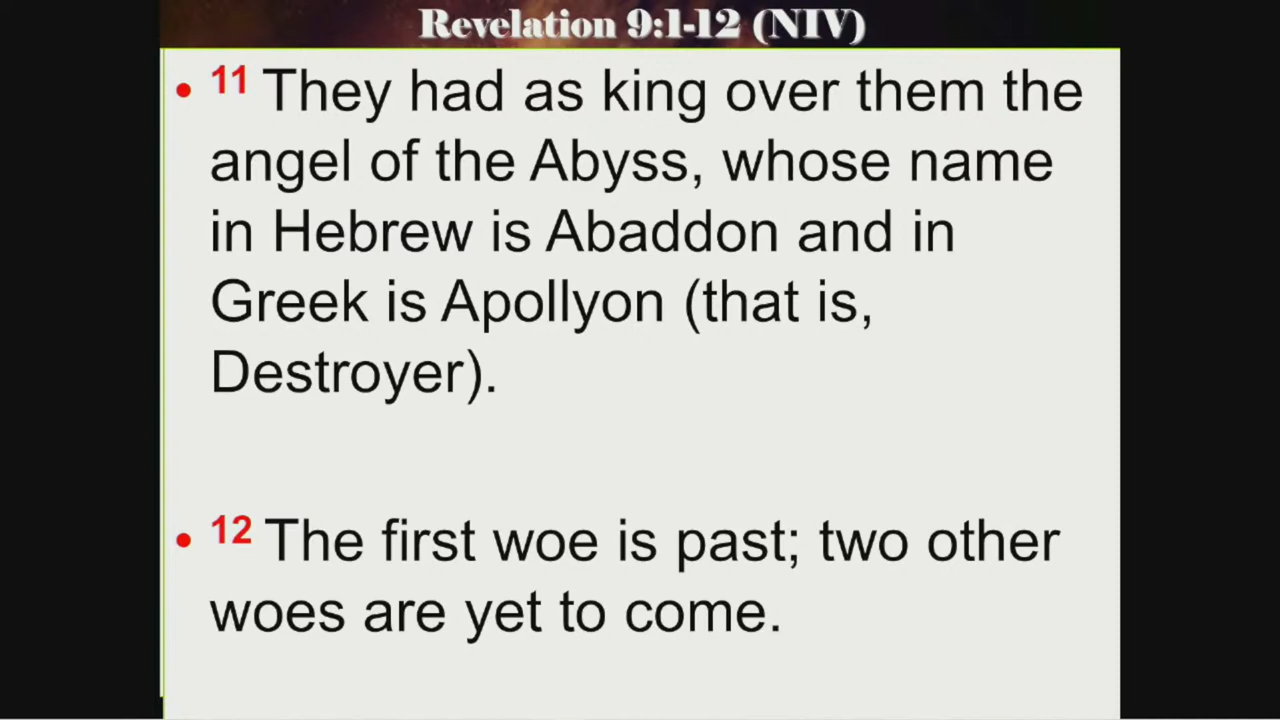 Revelation 9:1-12 (NIV)
• 11 They had as king over them the
angel of the Abyss, whose name
in Hebrew is Abaddon and in
Greek is Apollyon (that is,
Destroyer).
• 12 The first woe is past; two other
woes are yet to come.